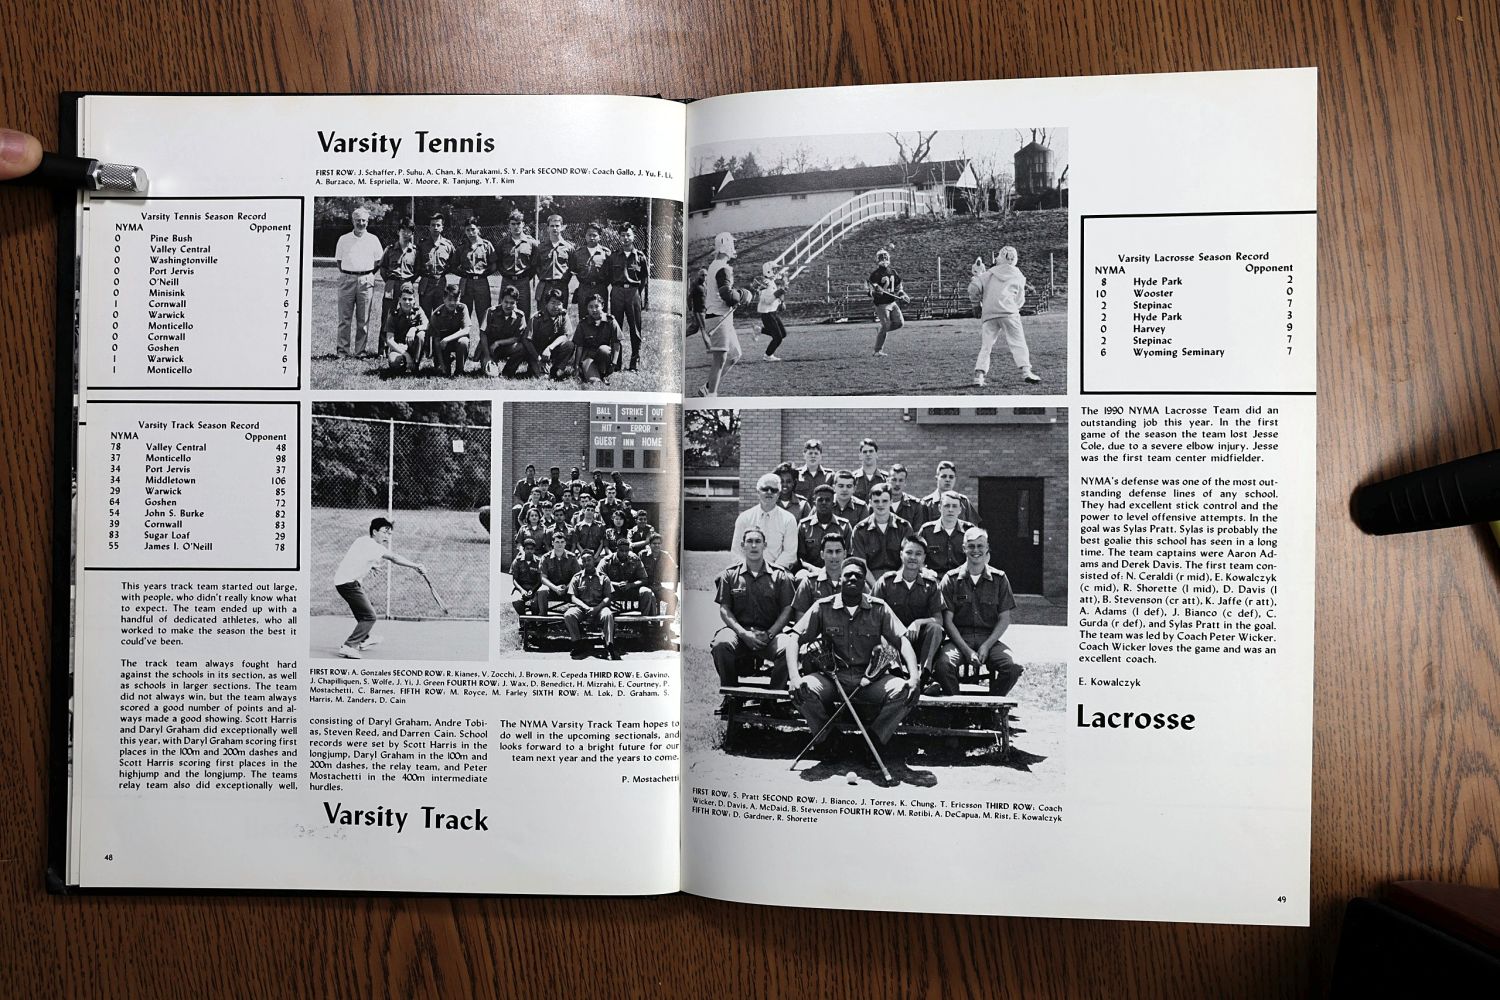 Varsity Tennis
FIRST ROW: J. Schaffer, P. Suhu, A. Chan, K. Murakami, S. Y. Park SECOND ROW: Coach Gallo, J. Yu, F. Li,
A. Burzaco, M. Espriella, W. Moore, R. Tanjung, Y.T. Kim
Varsity Tennis Season Record
NYMA Opponent
0 Pine Bush 7
0 Valley Central 7
0 Washingtonville 7
0 Port Jervis 7
0 O'Neill 7
0 Minisink 7
1 Cornwall 6
0 Warwick 7
0 Monticello 7
0 Cornwall 7
0 Goshen 7
1 Warwick 6
1 Monticello 7
Varsity Track Season Record
NYMA Opponent
78 Valley Central 48
37 Monticello 98
34 Port Jervis 37
34 Middletown 106
29 Warwick 85
64 Goshen 72
54 John S. Burke 82
39 Cornwall 83
83 Sugar Loaf 29
55 James I. O'Neill 78
BALL STRIKE OUT
HIT ERROR
GUEST INN HOME
This years track team started out large,
with people, who didn't really know what
to expect. The team ended up with a
handful of dedicated athletes, who all
worked to make the season the best it
could've been.
The track team always fought hard
against the schools in its section, as well
as schools in larger sections. The team
did not always win, but the team always
scored a good number of points and al-
ways made a good showing. Scott Harris
and Daryl Graham did exceptionally well
this year, with Daryl Graham scoring first
places in the 100m and 200m dashes and
Scott Harris scoring first places in the
highjump and the longjump. The teams
relay team also did exceptionally well,
FIRST ROW: A. Gonzales SECOND ROW: R. Kianes, V. Zocchi, J. Brown, R. Cepeda THIRD ROW: E. Gavino,
J. Chapilliquen, S. Wolfe, J. Yi, J. Green FOURTH ROW: J. Wax, D. Benedict, H. Mizrahi, E. Courtney, P.
Mostachetti, C. Barnes, FIFTH ROW: M. Royce, M. Farley SIXTH ROW: M. Lok, D. Graham, S.
Harris, M. Zanders, D. Cain
consisting of Daryl Graham, Andre Tobi-
as, Steven Reed, and Darren Cain. School
records were set by Scott Harris in the
longjump, Daryl Graham in the 100m and
200m dashes, the relay team, and Peter
Mostachetti in the 400m intermediate
hurdles.
The NYMA Varsity Track Team hopes to
do well in the upcoming sectionals, and
looks forward to a bright future for our
team next year and the years to come.
P. Mostachetti
Varsity Track
48
Varsity Lacrosse Season Record
NYMA Opponent
8 Hyde Park 2
10 Wooster 0
2 Stepinac 7
2 Hyde Park 3
0 Harvey 9
2 Stepinac 7
6 Wyoming Seminary 7
The 1990 NYMA Lacrosse Team did an
outstanding job this year. In the first
game of the season the team lost Jesse
Cole, due to a severe elbow injury. Jesse
was the first team center midfielder.
NYMA's defense was one of the most out-
standing defense lines of any school.
They had excellent stick control and the
power to level offensive attempts. In the
goal was Sylas Pratt. Sylas is probably the
best goalie this school has seen in a long
time. The team captains were Aaron Ad-
ams and Derek Davis. The first team con-
sisted of: N. Ceraldi (r mid), E. Kowalczyk
(c mid), R. Shorette (l mid), D. Davis (l
att), B. Stevenson (cr att), K. Jaffe (r att),
A. Adams (l def), J. Bianco (c def), C.
Gurda (r def), and Sylas Pratt in the goal.
The team was led by Coach Peter Wicker.
Coach Wicker loves the game and was an
excellent coach.
E. Kowalczyk
Lacrosse
FIRST ROW: S. Pratt SECOND ROW: J. Bianco, J. Torres, K. Chung, T. Ericsson THIRD ROW: Coach
Wicker, D. Davis, A. McDaid, B. Stevenson FOURTH ROW: M. Rotibi, A. DeCapua, M. Rist, E. Kowalczyk
FIFTH ROW: D. Gardner, R. Shorette
49